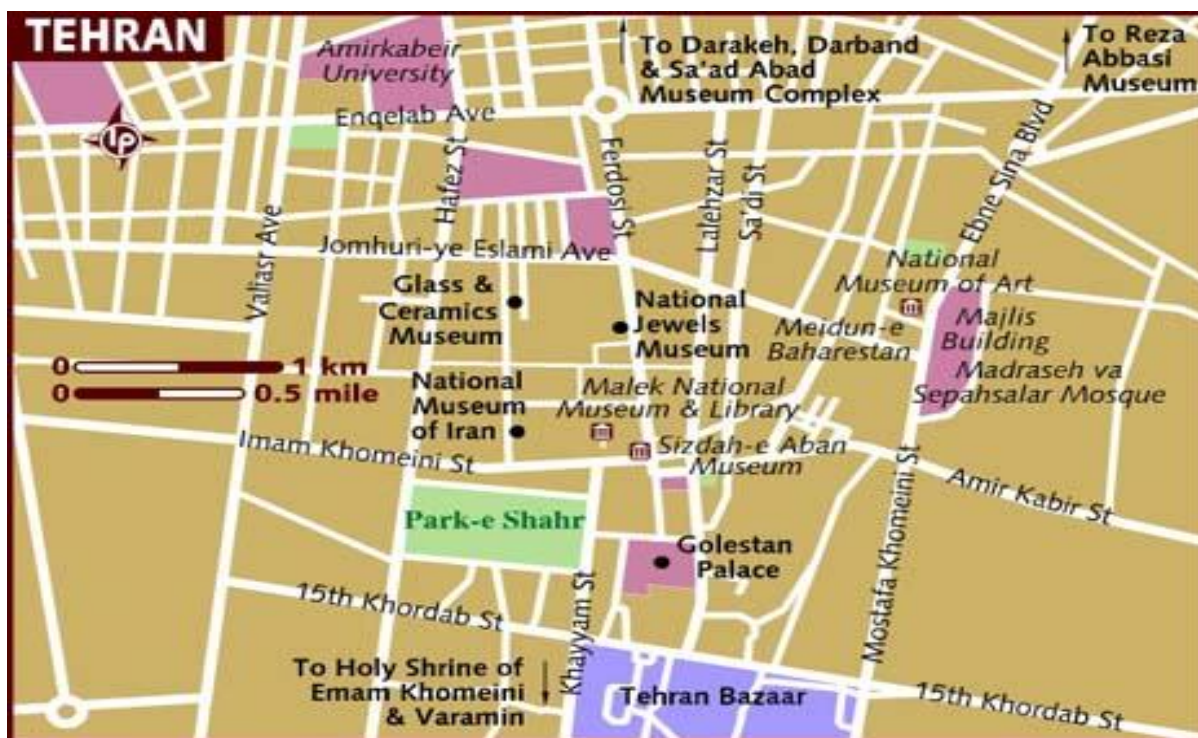 TEHRAN
Amirkabeir
University
To Darakeh, Darband
& Sa'ad Abad
Museum Complex
To Reza
Abbasi
Museum
Enqelab Ave
Hafez St
Ferdosi St
Lalehzar St
Sa'di St
Ebne Sina Blvd
LP
Valiasr Ave
Jomhuri-ye Eslami Ave
Glass &
Ceramics
Museum
National
Jewels
Museum
National
Museum of Art
Meidun-e
Baharestan
Majlis
Building
Madraseh va
Sepahsalar Mosque
0 1 km
0 0.5 mile
National
Museum
of Iran
Malek National
Museum & Library
Sizdah-e Aban
Museum
Imam Khomeini St
Amir Kabir St
Park-e Shahr
Golestan
Palace
Mostafa Khomeini St
15th Khordab St
Khayyam St
To Holy Shrine of
Emam Khomeini
& Varamin
Tehran Bazaar
15th Khordab St